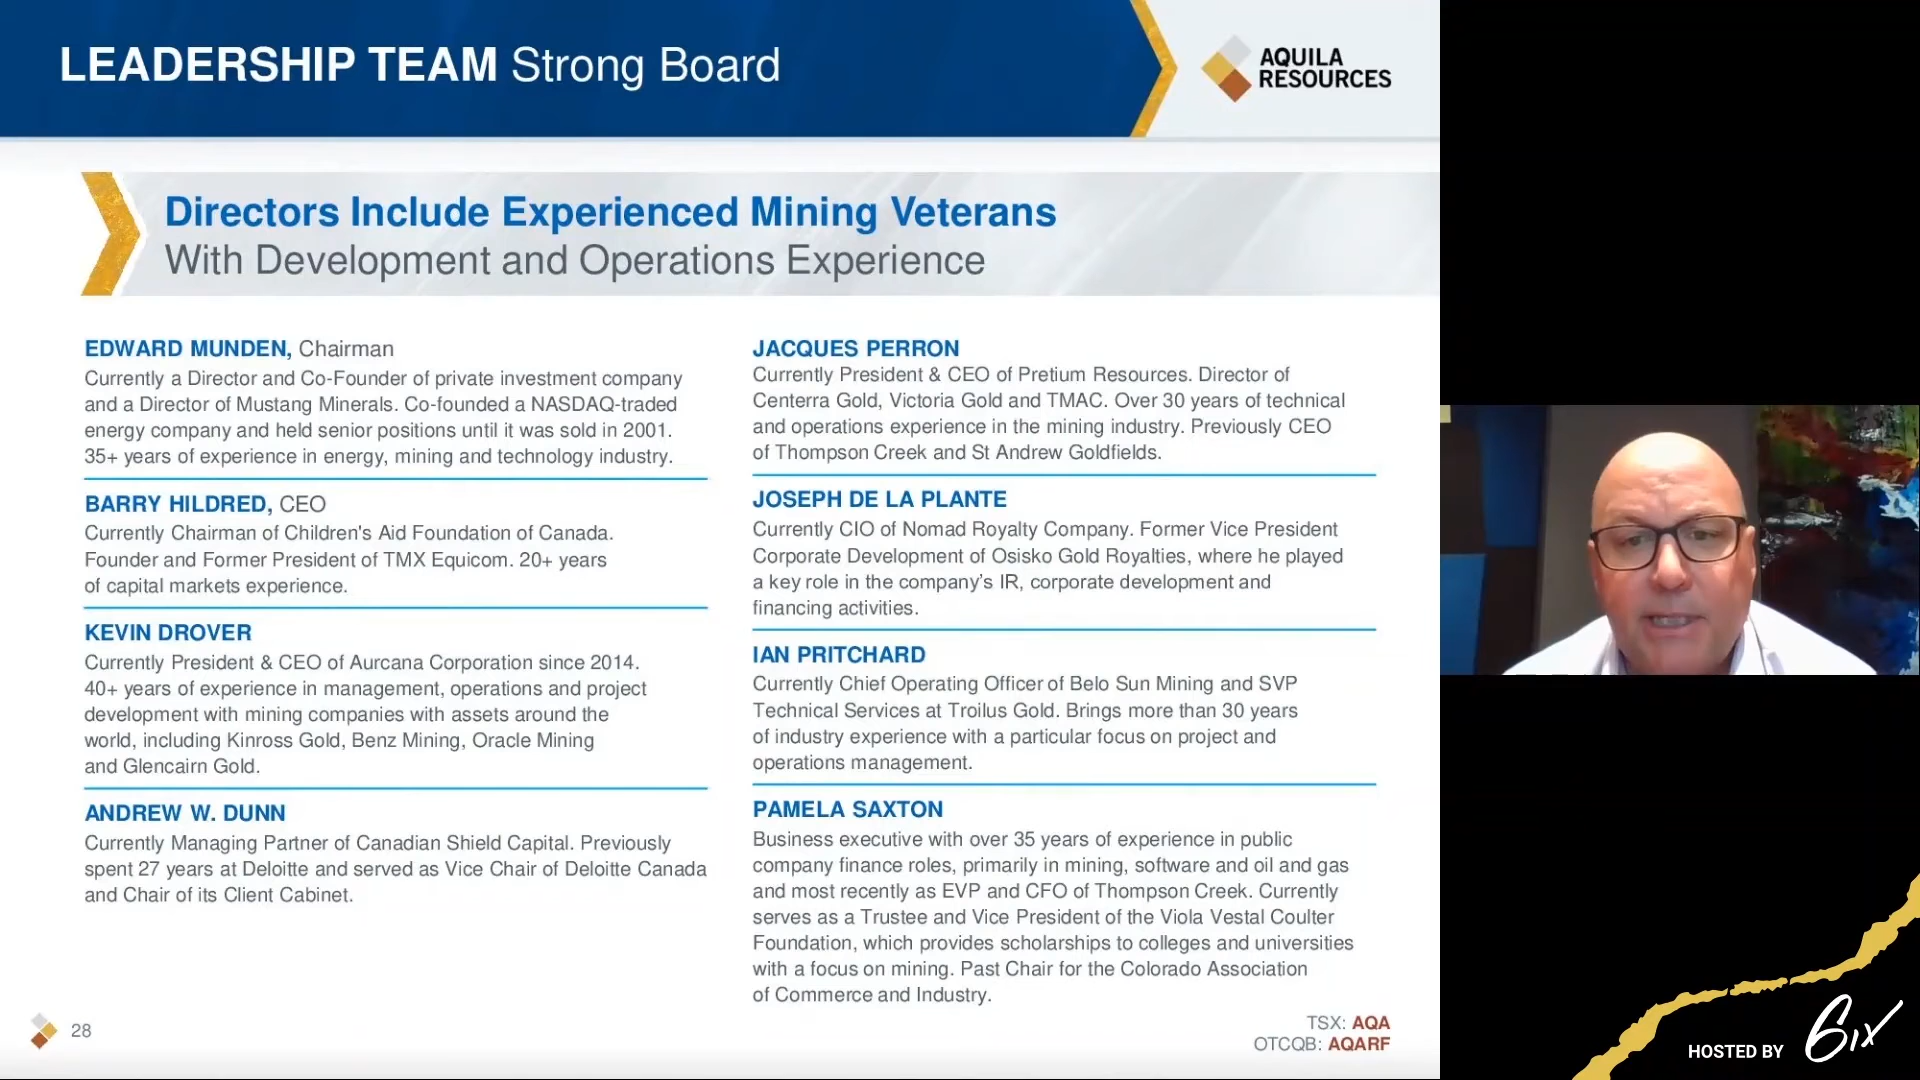 LEADERSHIP TEAM Strong Board
AQUILA
RESOURCES
Directors Include Experienced Mining Veterans
With Development and Operations Experience
EDWARD MUNDEN, Chairman
Currently a Director and Co-Founder of private investment company
and a Director of Mustang Minerals. Co-founded a NASDAQ-traded
energy company and held senior positions until it was sold in 2001.
35+ years of experience in energy, mining and technology industry.
BARRY HILDRED, CEO
Currently Chairman of Children's Aid Foundation of Canada.
Founder and Former President of TMX Equicom. 20+ years
of capital markets experience.
KEVIN DROVER
Currently President & CEO of Aurcana Corporation since 2014.
40+ years of experience in management, operations and project
development with mining companies with assets around the
world, including Kinross Gold, Benz Mining, Oracle Mining
and Glencairn Gold.
ANDREW W. DUNN
Currently Managing Partner of Canadian Shield Capital. Previously
spent 27 years at Deloitte and served as Vice Chair of Deloitte Canada
and Chair of its Client Cabinet.
JACQUES PERRON
Currently President & CEO of Pretium Resources. Director of
Centerra Gold, Victoria Gold and TMAC. Over 30 years of technical
and operations experience in the mining industry. Previously CEO
of Thompson Creek and St Andrew Goldfields.
JOSEPH DE LA PLANTE
Currently CIO of Nomad Royalty Company. Former Vice President
Corporate Development of Osisko Gold Royalties, where he played
a key role in the company’s IR, corporate development and
financing activities.
IAN PRITCHARD
Currently Chief Operating Officer of Belo Sun Mining and SVP
Technical Services at Troilus Gold. Brings more than 30 years
of industry experience with a particular focus on project and
operations management.
PAMELA SAXTON
Business executive with over 35 years of experience in public
company finance roles, primarily in mining, software and oil and gas
and most recently as EVP and CFO of Thompson Creek. Currently
serves as a Trustee and Vice President of the Viola Vestal Coulter
Foundation, which provides scholarships to colleges and universities
with a focus on mining. Past Chair for the Colorado Association
of Commerce and Industry.
28
TSX: AQA
OTCQB: AQARF
HOSTED BY 6ix